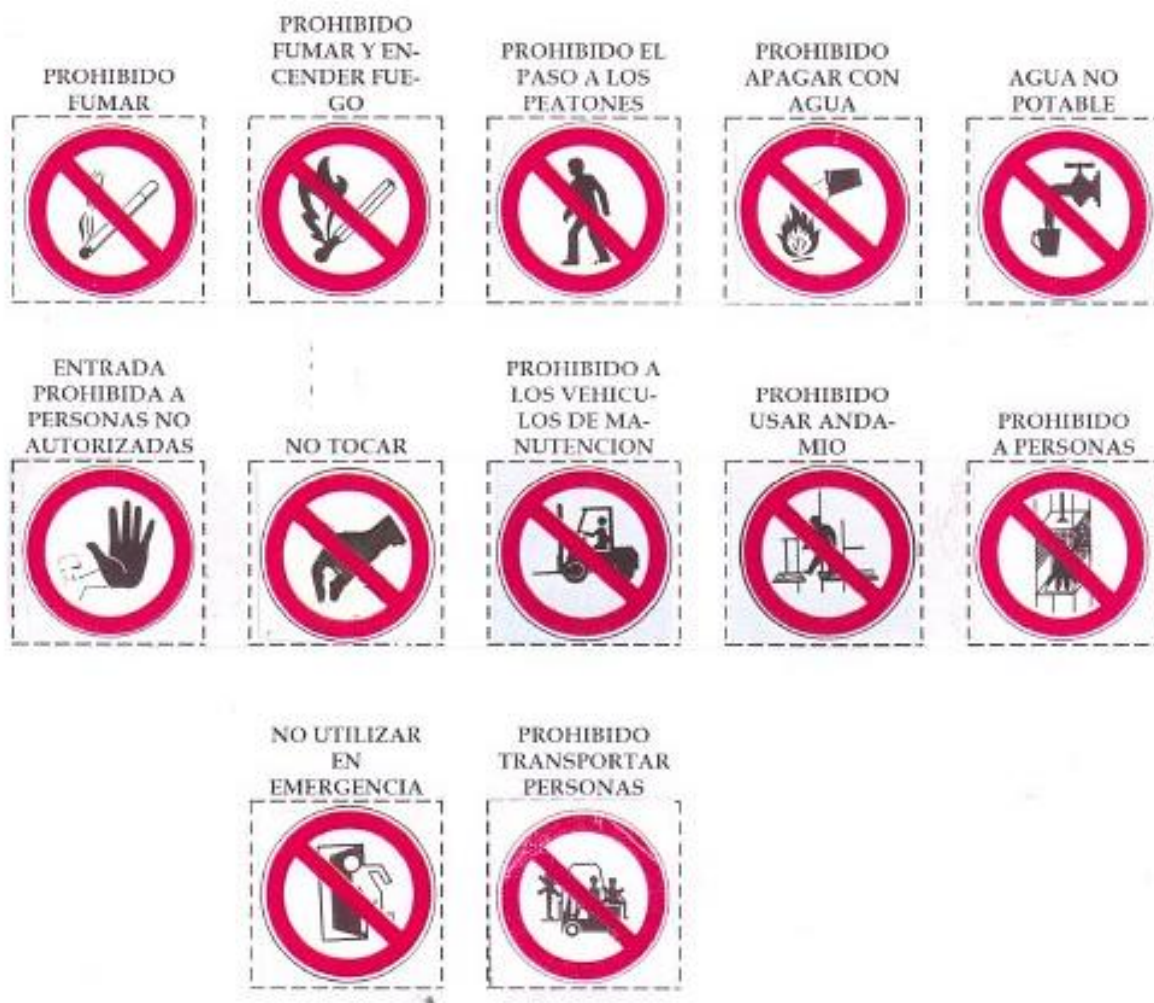 PROHIBIDO
FUMAR
PROHIBIDO
FUMAR Y EN-
CENDER FUE-
GO
PROHIBIDO EL
PASO A LOS
PEATONES
PROHIBIDO
APAGAR CON
AGUA
AGUA NO
POTABLE
ENTRADA
PROHIBIDA A
PERSONAS NO
AUTORIZADAS
NO TOCAR
PROHIBIDO A
LOS VEHICU-
LOS DE MA-
NUTENCION
PROHIBIDO
USAR ANDA-
MIO
PROHIBIDO
A PERSONAS
NO UTILIZAR
EN
EMERGENCIA
PROHIBIDO
TRANSPORTAR
PERSONAS